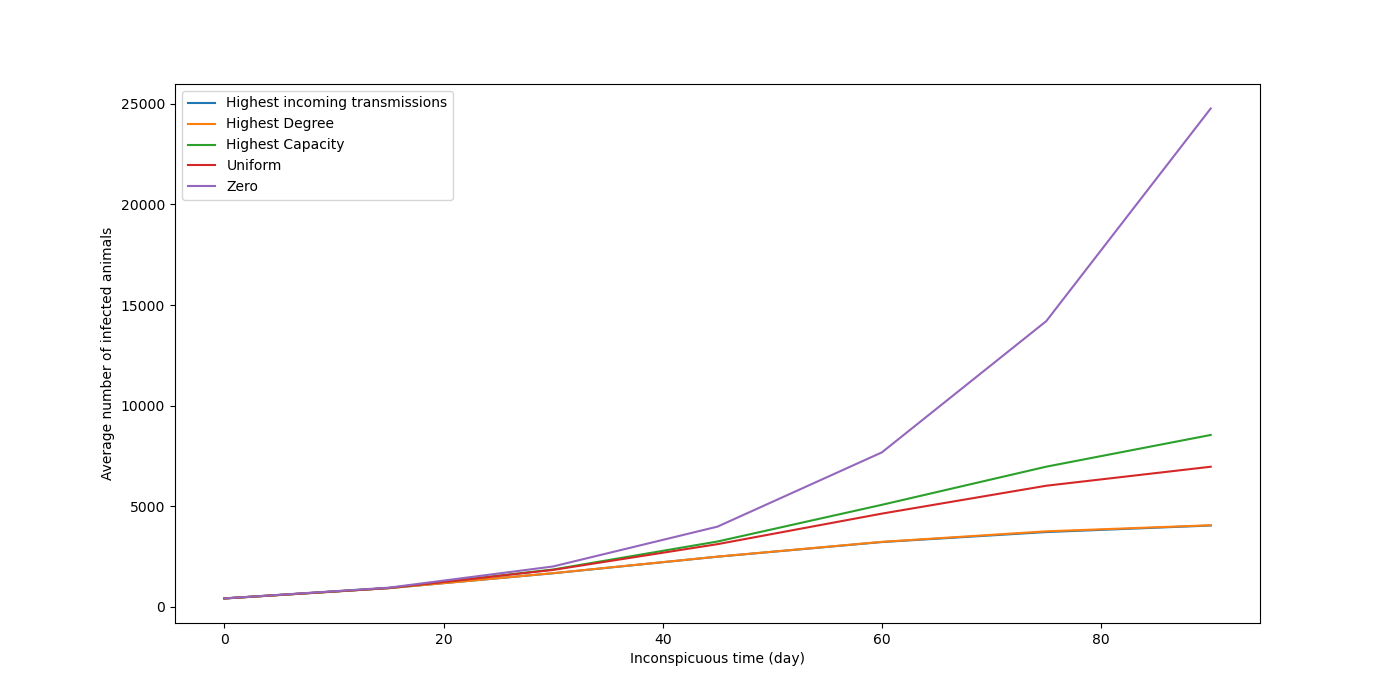 Highest incoming transmissions
Highest Degree
Highest Capacity
Uniform
Zero
25000
20000
15000
10000
5000
0
Average number of infected animals
0 20 40 60 80
Inconspicuous time (day)